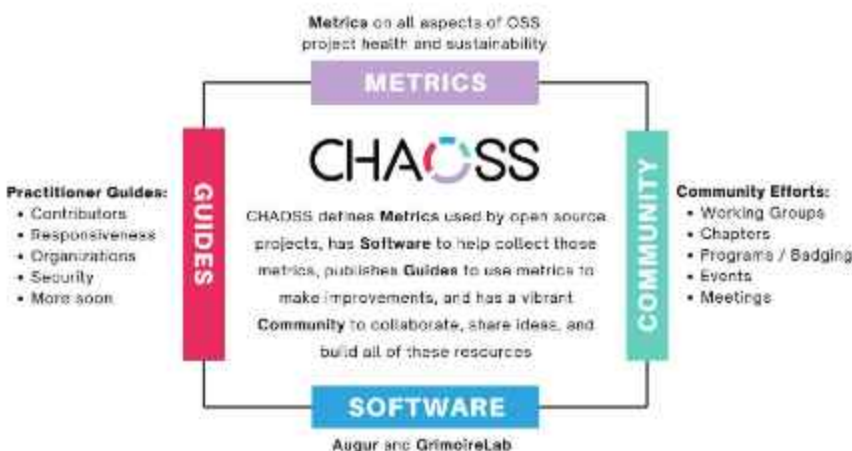 Metrics on all aspects of OSS
project health and sustainability
METRICS
CHAOSS
GUIDES
Practitioner Guides:
• Contributors
• Responsiveness
• Organizations
• Security
• More soon
CHAOSS defines Metrics used by open source
projects, has Software to help collect those
metrics, publishes Guides to use metrics to
make improvements, and has a vibrant
Community to collaborate, share ideas, and
build all of these resources
COMMUNITY
Community Efforts:
• Working Groups
• Chapters
• Programs / Badging
• Events
• Meetings
SOFTWARE
Augur and GrimoireLab